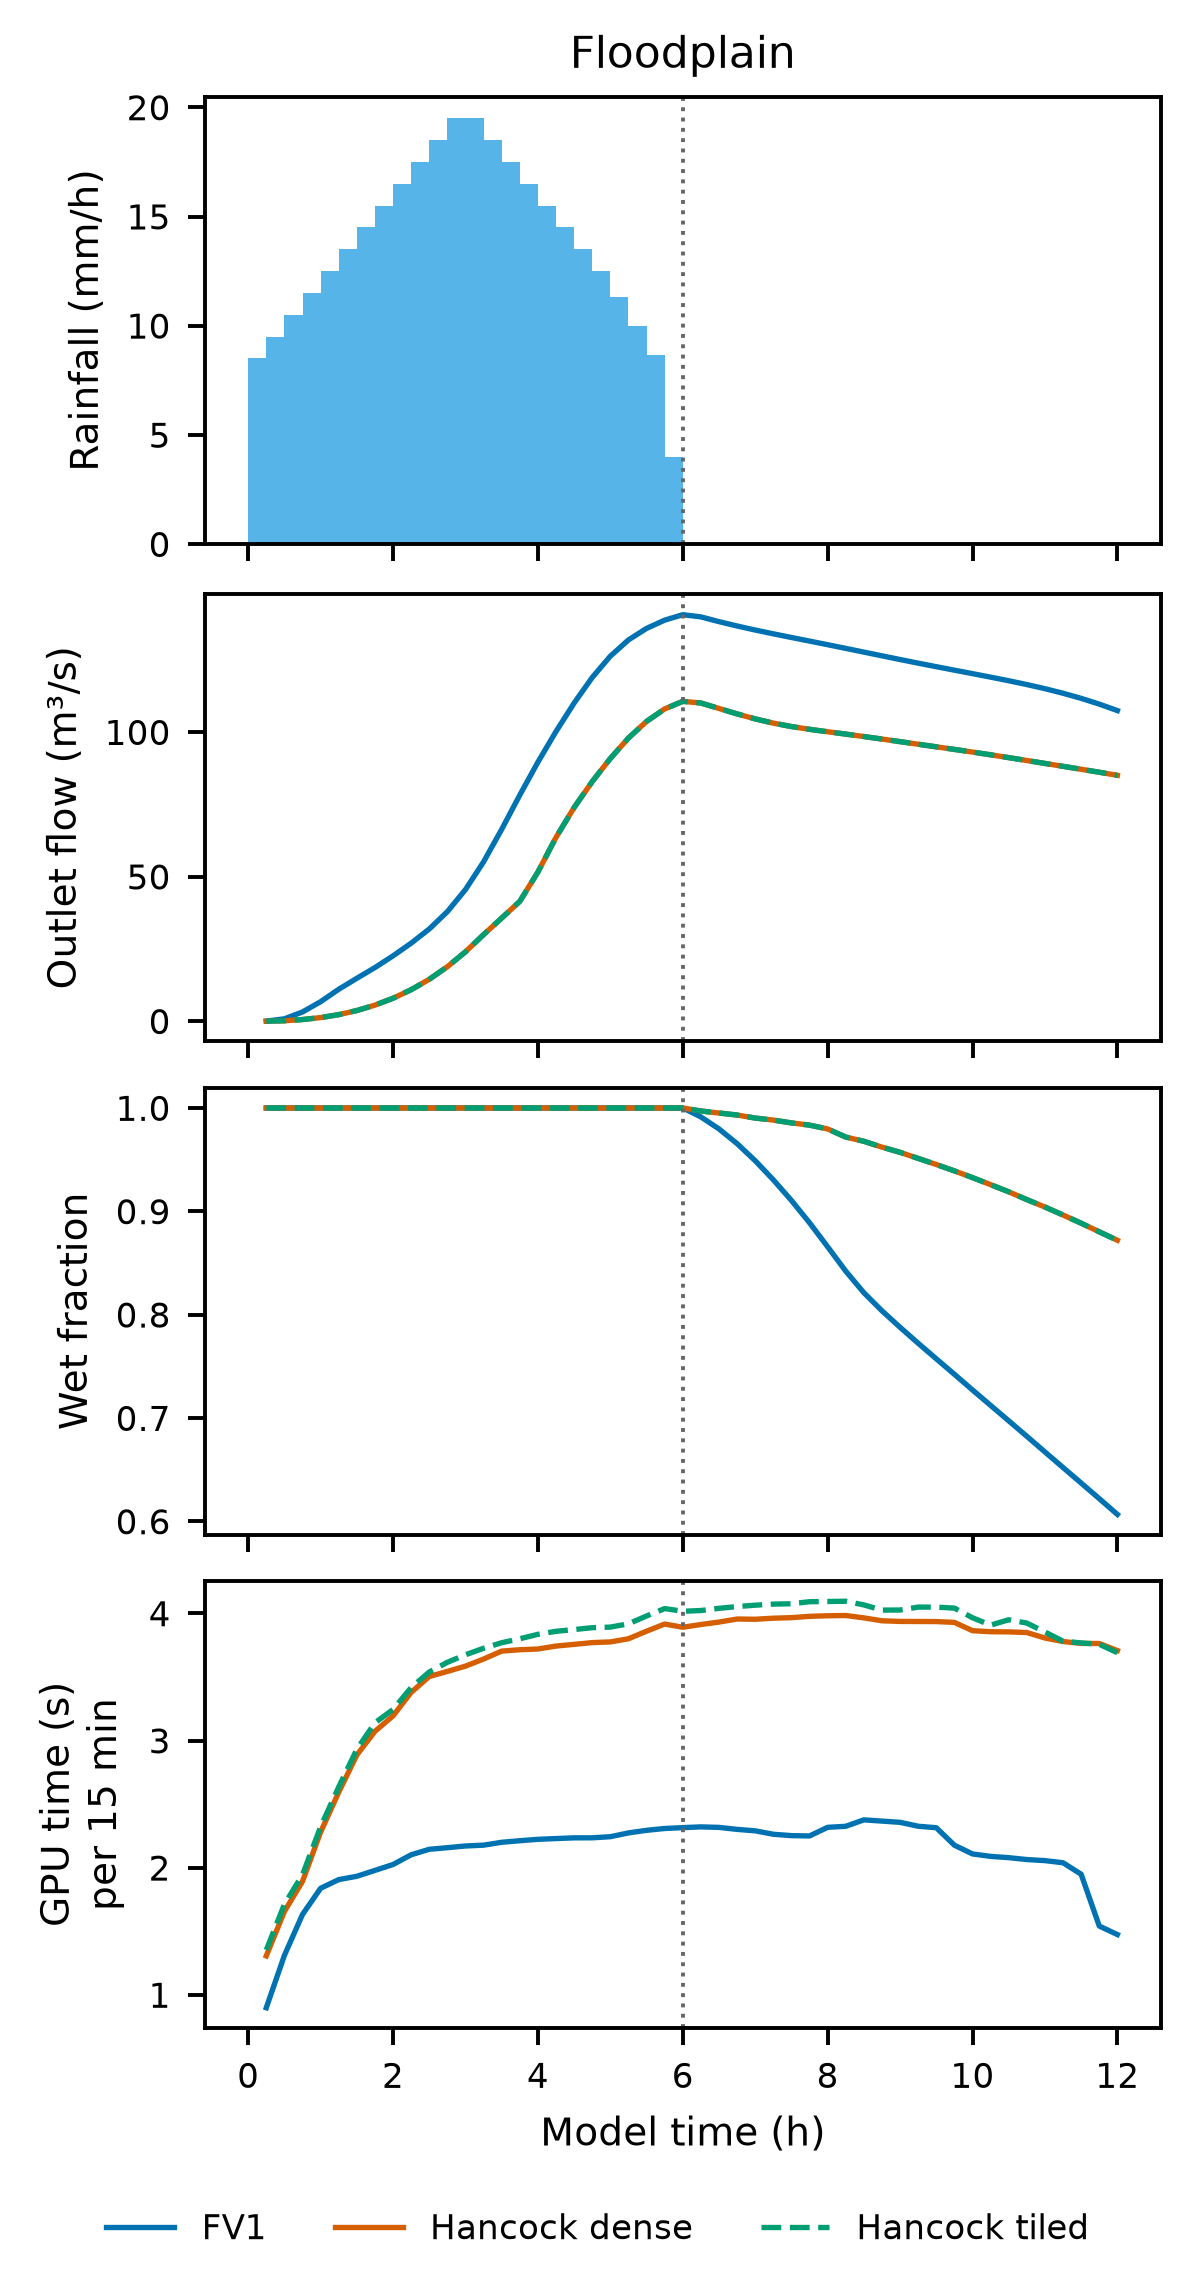 Floodplain
20
15
10
5
0
Rainfall (mm/h)
100
50
0
Outlet flow (m³/s)
1.0
0.9
0.8
0.7
0.6
Wet fraction
4
3
2
1
GPU time (s)
per 15 min
0 2 4 6 8 10 12
Model time (h)
FV1 Hancock dense Hancock tiled